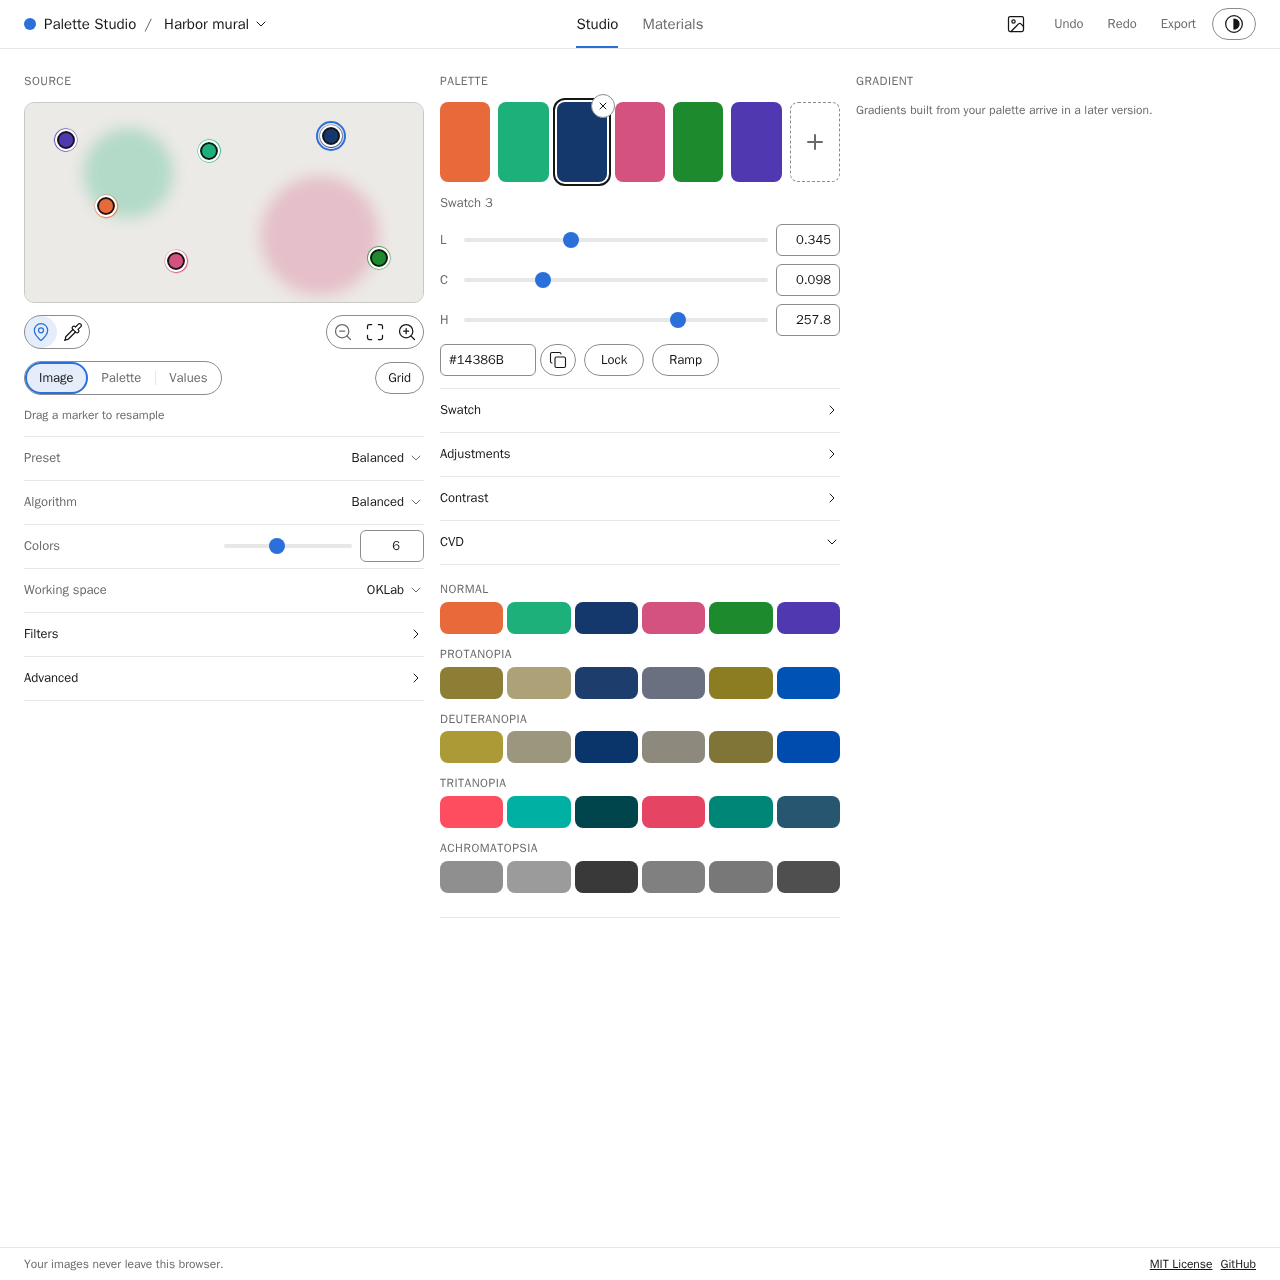 Palette Studio / Harbor mural
Studio Materials
Undo Redo Export
SOURCE
Image Palette Values
Grid
Drag a marker to resample
Preset Balanced
Algorithm Balanced
Colors 6
Working space OKLab
Filters
Advanced
PALETTE
Swatch 3
L 0.345
C 0.098
H 257.8
#14386B Lock Ramp
Swatch
Adjustments
Contrast
CVD
NORMAL
PROTANOPIA
DEUTERANOPIA
TRITANOPIA
ACHROMATOPSIA
GRADIENT
Gradients built from your palette arrive in a later version.
Your images never leave this browser.
MIT License GitHub